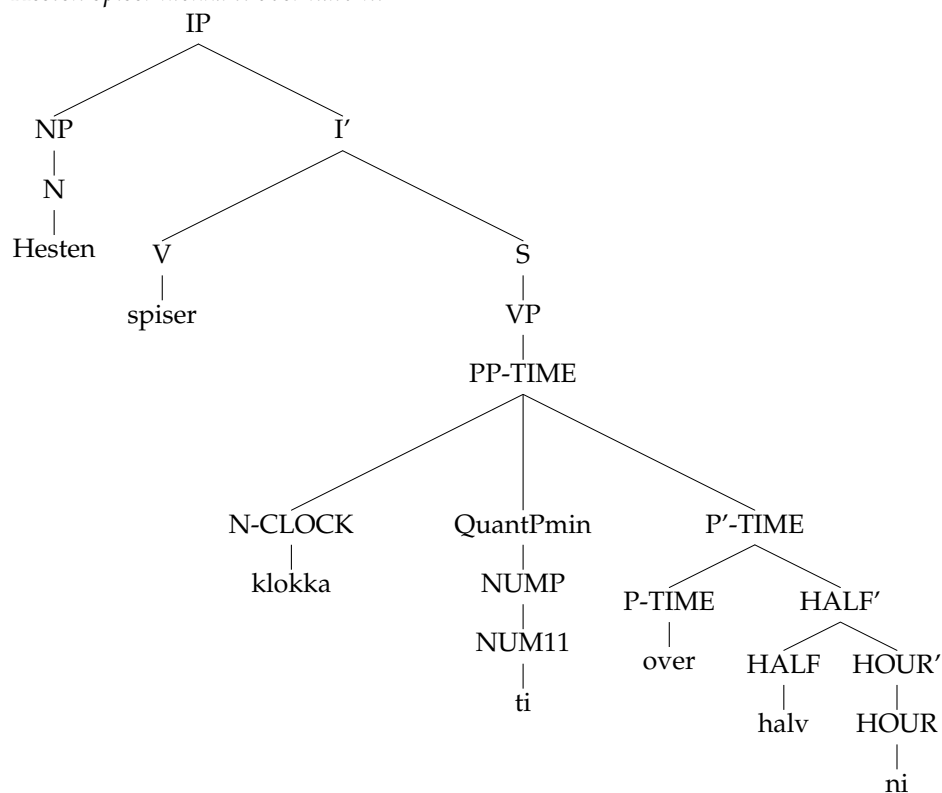 IP
NP I'
N
Hesten V S
spiser VP
PP-TIME
N-CLOCK QuantPmin P'-TIME
klokka NUMP P-TIME HALF'
NUM11 over HALF HOUR'
ti halv HOUR
ni